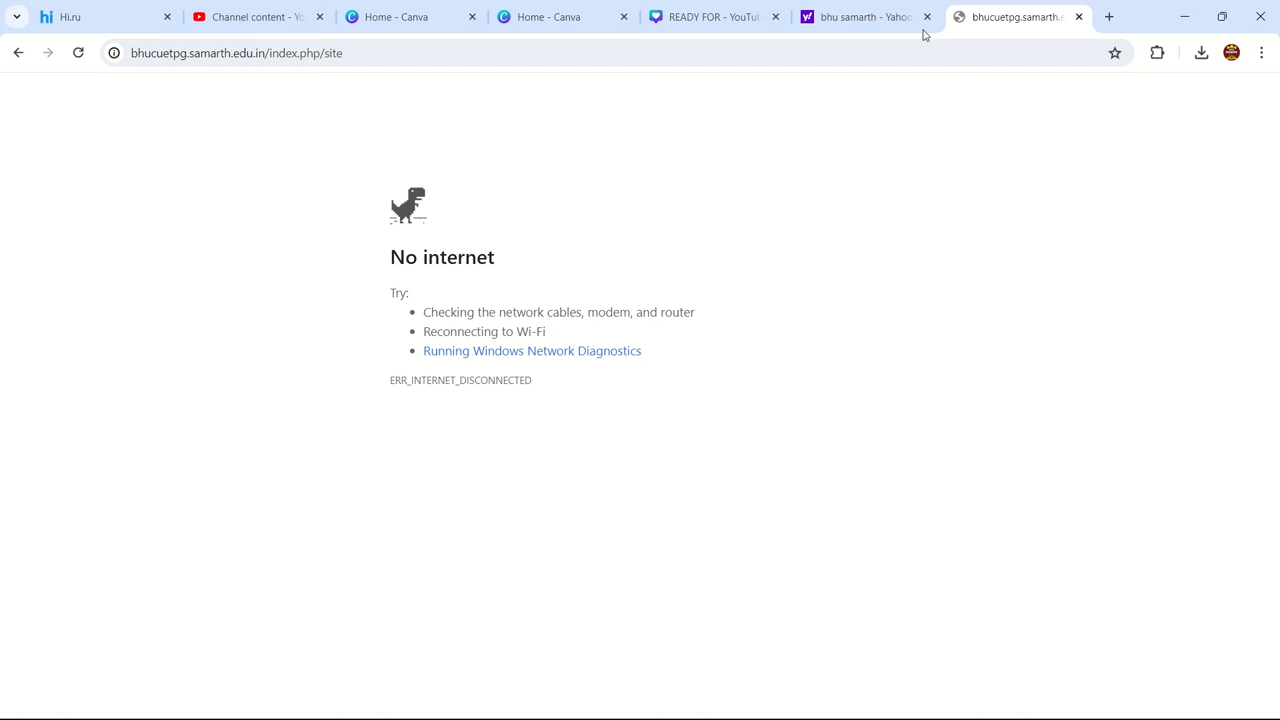 hi Hi.ru
Channel content - Yo
Home - Canva
Home - Canva
READY FOR - YouTub
y! bhu samarth - Yahoo
bhucuetpg.samarth.e
bhucuetpg.samarth.edu.in/index.php/site
No internet
Try:
Checking the network cables, modem, and router
Reconnecting to Wi-Fi
Running Windows Network Diagnostics
ERR_INTERNET_DISCONNECTED